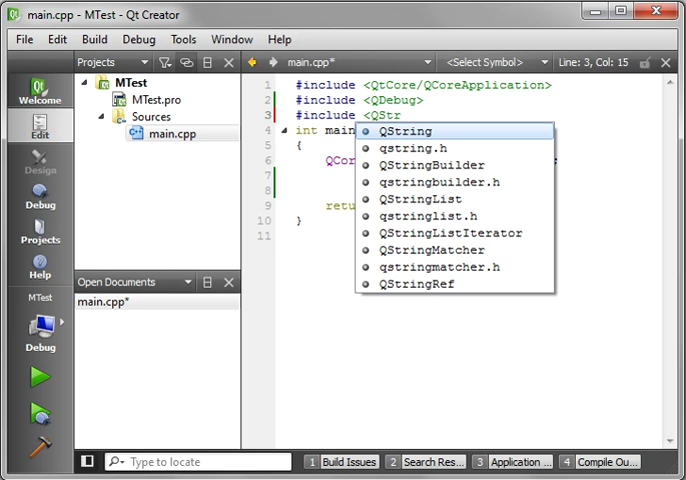 main.cpp - MTest - Qt Creator
File Edit Build Debug Tools Window Help
Projects
main.cpp*
<Select Symbol>
Line: 3, Col: 15
Qt
Welcome
Edit
Design
Debug
Projects
Help
MTest
Debug
MTest
MTest.pro
Sources
main.cpp
Open Documents
main.cpp*
1 #include <QtCore/QCoreApplication>
2 #include <QDebug>
3 #include <QStr
4 int main
5 {
6 QCor ;
7
8
9 retu
10 }
11
QString
qstring.h
QStringBuilder
qstringbuilder.h
QStringList
qstringlist.h
QStringListIterator
QStringMatcher
qstringmatcher.h
QStringRef
Type to locate
1 Build Issues
2 Search Res...
3 Application ...
4 Compile Ou...